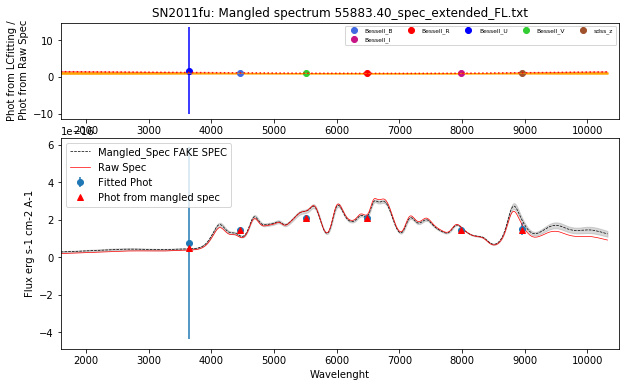 SN2011fu: Mangled spectrum 55883.40_spec_extended_FL.txt
Phot from LCfitting /
Phot from Raw Spec
10
0
−10
Bessell_B
Bessell_R
Bessell_U
Bessell_V
sdss_z
Bessell_I
2000 3000 4000 5000 6000 7000 8000 9000 10000
1e−16
Flux erg s-1 cm-2 A-1
6
4
2
0
−2
−4
Mangled_Spec FAKE SPEC
Raw Spec
Fitted Phot
Phot from mangled spec
2000 3000 4000 5000 6000 7000 8000 9000 10000
Wavelenght